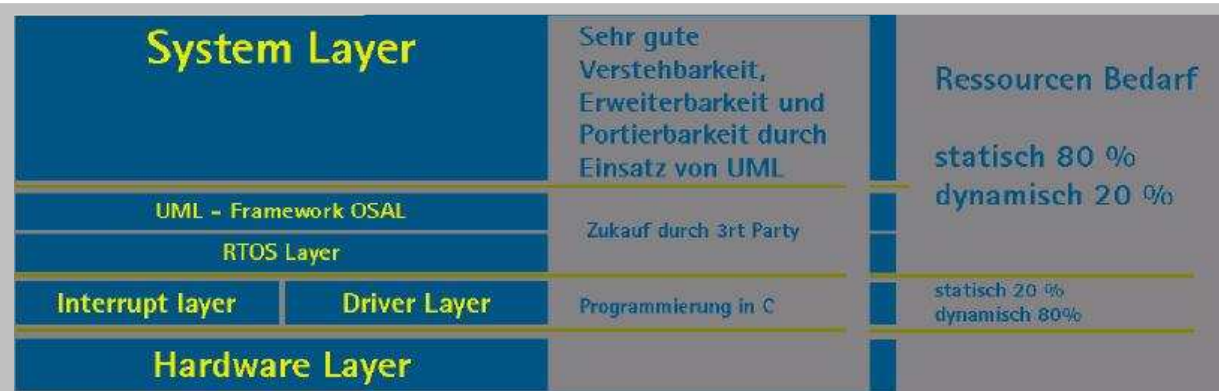 System Layer
Sehr gute
Verstehbarkeit,
Erweiterbarkeit und
Portierbarkeit durch
Einsatz von UML
Ressourcen Bedarf
statisch 80 %
dynamisch 20 %
UML - Framework OSAL
RTOS Layer
Zukauf durch 3rt Party
Interrupt layer
Driver Layer
Programmierung in C
statisch 20 %
dynamisch 80%
Hardware Layer